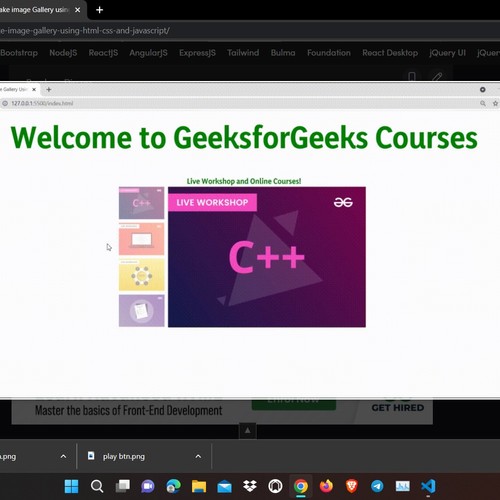 ake image Gallery usin
e-image-gallery-using-html-css-and-javascript/
Bootstrap NodeJS ReactJS AngularJS ExpressJS Tailwind Bulma Foundation React Desktop jQuery UI jQue
e Gallery Usin
127.0.0.1:5500/index.html
Welcome to GeeksforGeeks Courses
Live Workshop and Online Courses!
C++
LIVE WORKSHOP
C++
Master the basics of Front-End Development
GET HIRED
.png
play btn.png